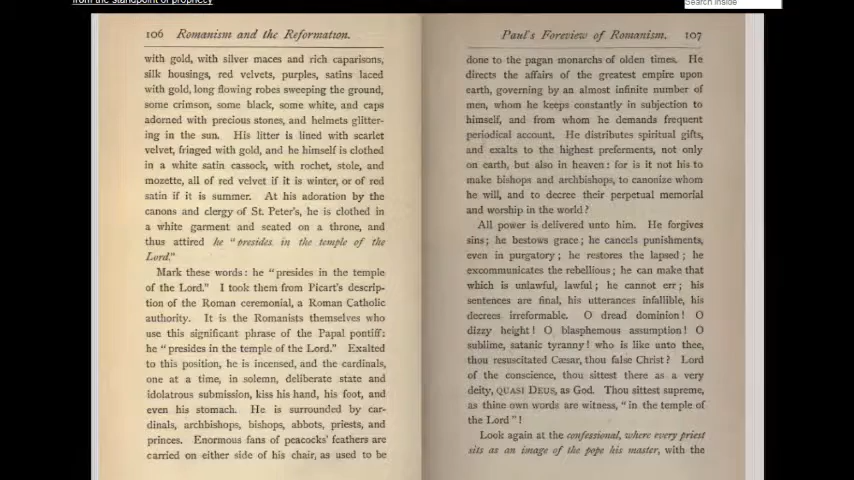 from the standpoint of prophecy
Search inside
106 Romanism and the Reformation.
with gold, with silver maces and rich caparisons,
silk housings, red velvets, purples, satins laced
with gold, long flowing robes sweeping the ground,
some crimson, some black, some white, and caps
adorned with precious stones, and helmets glitter-
ing in the sun. His litter is lined with scarlet
velvet, fringed with gold, and he himself is clothed
in a white satin cassock, with rochet, stole, and
mozette, all of red velvet if it is winter, or of red
satin if it is summer. At his adoration by the
canons and clergy of St. Peter's, he is clothed in
a white garment and seated on a throne, and
thus attired he "presides in the temple of the
Lord."
Mark these words: he "presides in the temple
of the Lord." I took them from Picart's descrip-
tion of the Roman ceremonial, a Roman Catholic
authority. It is the Romanists themselves who
use this significant phrase of the Papal pontiff:
he "presides in the temple of the Lord." Exalted
to this position, he is incensed, and the cardinals,
one at a time, in solemn, deliberate state and
idolatrous submission, kiss his hand, his foot, and
even his stomach. He is surrounded by car-
dinals, archbishops, bishops, abbots, priests, and
princes. Enormous fans of peacocks' feathers are
carried on either side of his chair, as used to be
Paul's Foreview of Romanism. 107
done to the pagan monarchs of olden times. He
directs the affairs of the greatest empire upon
earth, governing by an almost infinite number of
men, whom he keeps constantly in subjection to
himself, and from whom he demands frequent
periodical account. He distributes spiritual gifts,
and exalts to the highest preferments, not only
on earth, but also in heaven: for is it not his to
make bishops and archbishops, to canonize whom
he will, and to decree their perpetual memorial
and worship in the world?
All power is delivered unto him. He forgives
sins; he bestows grace; he cancels punishments,
even in purgatory; he restores the lapsed; he
excommunicates the rebellious; he can make that
which is unlawful, lawful; he cannot err; his
sentences are final, his utterances infallible, his
decrees irreformable. O dread dominion! O
dizzy height! O blasphemous assumption! O
sublime, satanic tyranny! who is like unto thee,
thou resuscitated Cæsar, thou false Christ? Lord
of the conscience, thou sittest there as a very
deity, QUASI DEUS, as God. Thou sittest supreme,
as thine own words are witness, "in the temple of
the Lord"!
Look again at the confessional, where every priest
sits as an image of the pope his master, with the